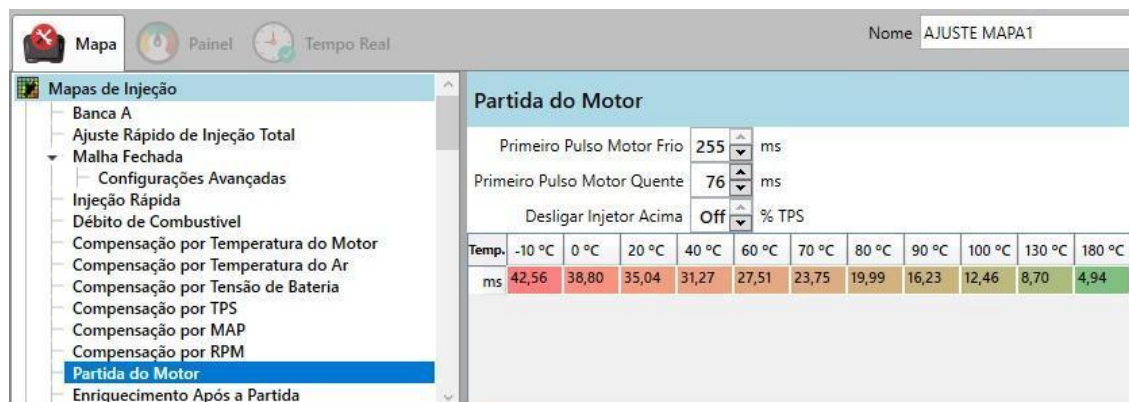 Mapa Painel Tempo Real Nome AJUSTE MAPA1
Mapas de Injeção
Banca A
Ajuste Rápido de Injeção Total
Malha Fechada
Configurações Avançadas
Injeção Rápida
Débito de Combustivel
Compensação por Temperatura do Motor
Compensação por Temperatura do Ar
Compensação por Tensão de Bateria
Compensação por TPS
Compensação por MAP
Compensação por RPM
Partida do Motor
Enriquecimento Após a Partida
Partida do Motor
Primeiro Pulso Motor Frio 255 ms
Primeiro Pulso Motor Quente 76 ms
Desligar Injetor Acima Off % TPS
Temp. -10 °C 0 °C 20 °C 40 °C 60 °C 70 °C 80 °C 90 °C 100 °C 130 °C 180 °C
ms 42,56 38,80 35,04 31,27 27,51 23,75 19,99 16,23 12,46 8,70 4,94